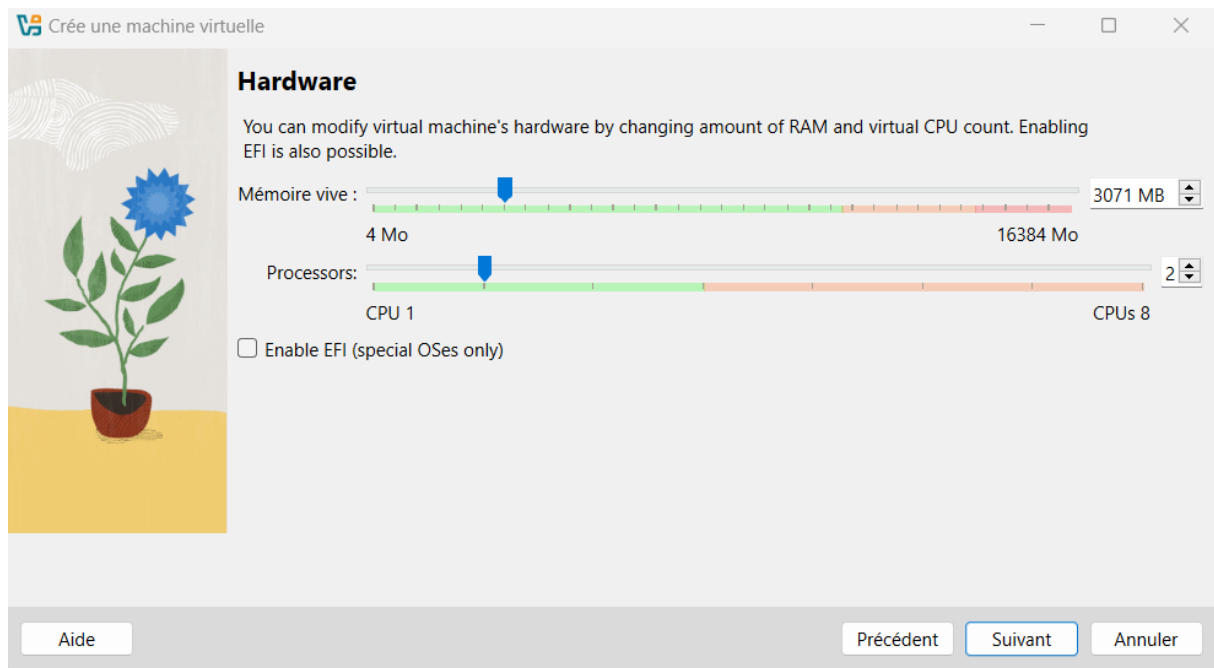 Crée une machine virtuelle
Hardware
You can modify virtual machine's hardware by changing amount of RAM and virtual CPU count. Enabling
EFI is also possible.
Mémoire vive :
3071 MB
4 Mo
16384 Mo
Processors:
2
CPU 1
CPUs 8
Enable EFI (special OSes only)
Aide
Précédent
Suivant
Annuler